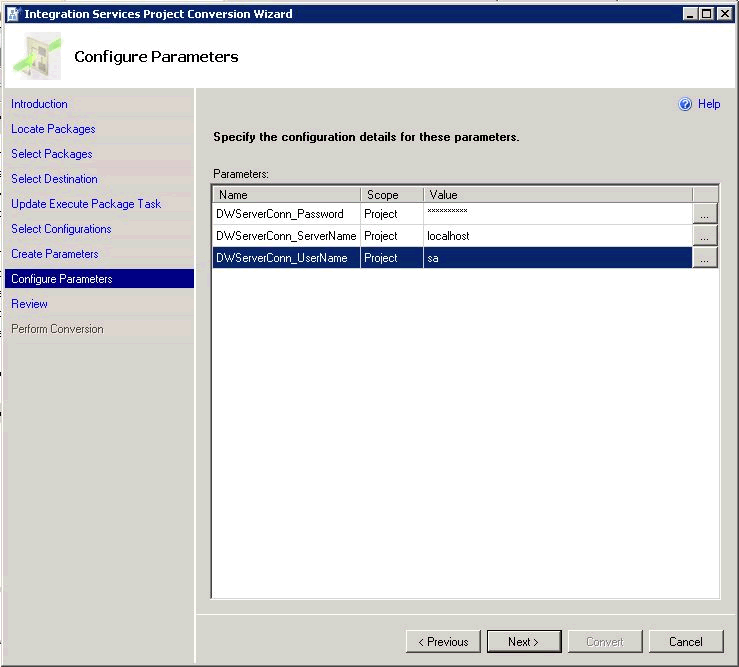 Integration Services Project Conversion Wizard
Configure Parameters
Introduction
Locate Packages
Select Packages
Select Destination
Update Execute Package Task
Select Configurations
Create Parameters
Configure Parameters
Review
Perform Conversion
Help
Specify the configuration details for these parameters.
Parameters:
Name Scope Value
DWServerConn_Password Project ********** ...
DWServerConn_ServerName Project localhost ...
DWServerConn_UserName Project sa ...
< Previous Next > Convert Cancel